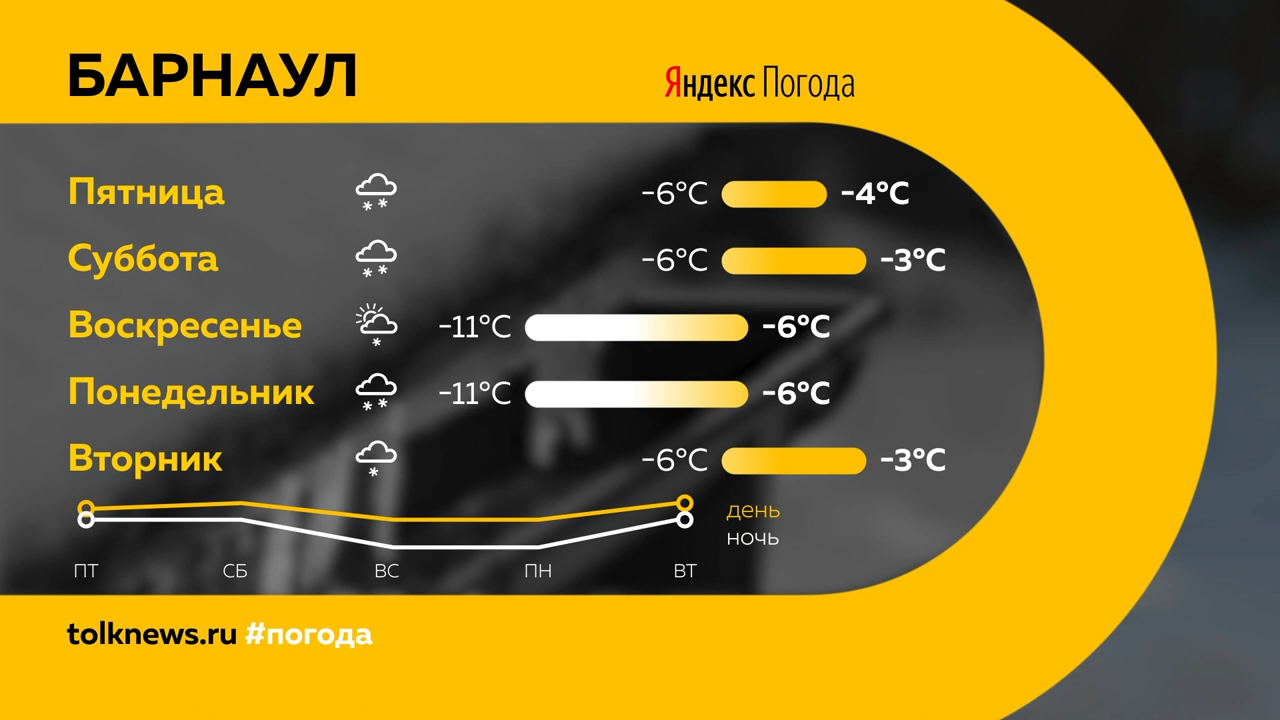 БАРНАУЛ
Яндекс Погода
Пятница -6°C -4°C
Суббота -6°C -3°C
Воскресенье -11°C -6°C
Понедельник -11°C -6°C
Вторник -6°C -3°C
день
ночь
ПТ СБ ВС ПН ВТ
tolknews.ru #погода